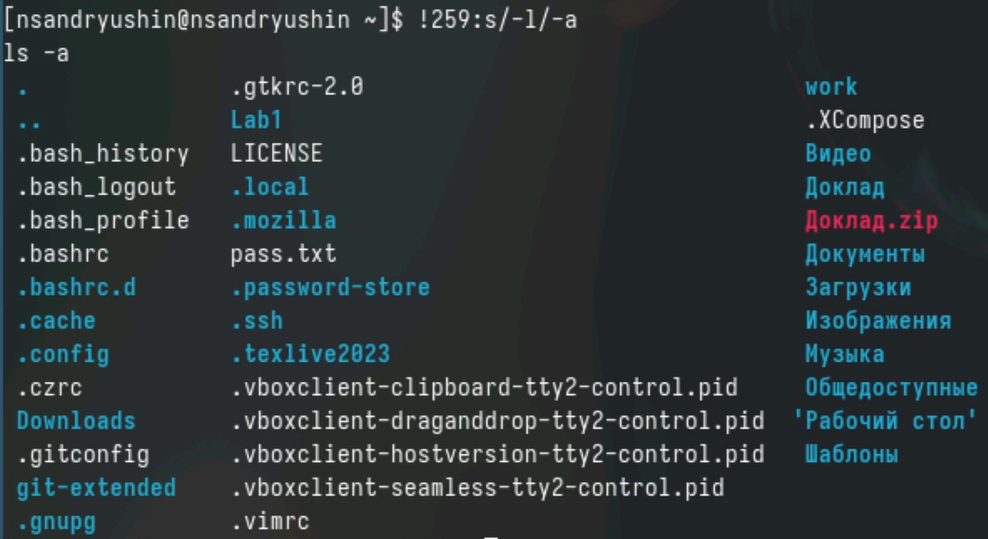 [nsandryushin@nsandryushin ~]$ !259:s/-l/-a
ls -a
. .gtkrc-2.0 work
.. Lab1 .XCompose
.bash_history LICENSE Видео
.bash_logout .local Доклад
.bash_profile .mozilla Доклад.zip
.bashrc pass.txt Документы
.bashrc.d .password-store Загрузки
.cache .ssh Изображения
.config .texlive2023 Музыка
.czrc .vboxclient-clipboard-tty2-control.pid Общедоступные
Downloads .vboxclient-draganddrop-tty2-control.pid 'Рабочий стол'
.gitconfig .vboxclient-hostversion-tty2-control.pid Шаблоны
git-extended .vboxclient-seamless-tty2-control.pid
.gnupg .vimrc